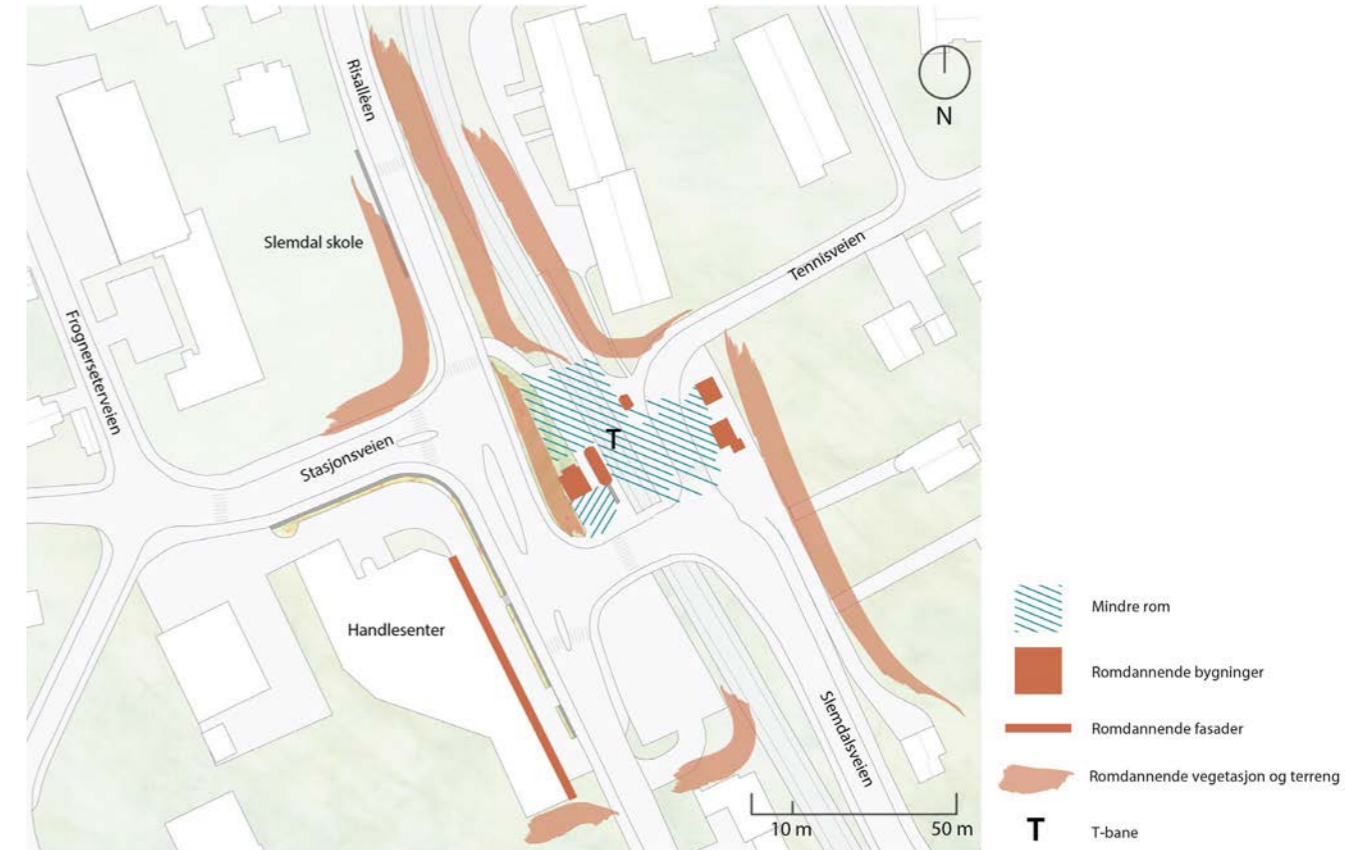 Risallèen
N
Slemdal skole
Tennisveien
Frognerseterveien
T
Stasjonsveien
Handlesenter
Slemdalsveien
10 m
50 m
Mindre rom
Romdannende bygninger
Romdannende fasader
Romdannende vegetasjon og terreng
T
T-bane